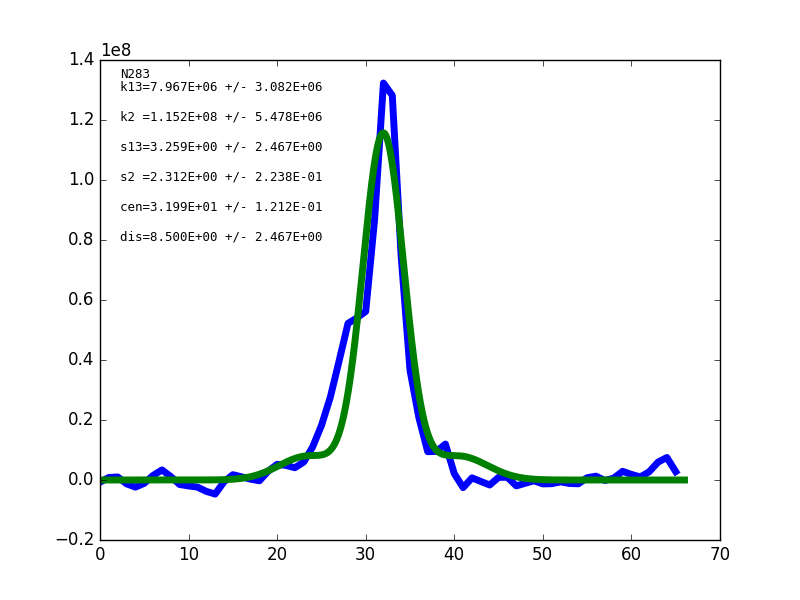 1e8
1.4
1.2
1.0
0.8
0.6
0.4
0.2
0.0
−0.2
N283
k13=7.967E+06 +/- 3.082E+06
k2 =1.152E+08 +/- 5.478E+06
s13=3.259E+00 +/- 2.467E+00
s2 =2.312E+00 +/- 2.238E-01
cen=3.199E+01 +/- 1.212E-01
dis=8.500E+00 +/- 2.467E+00
0 10 20 30 40 50 60 70